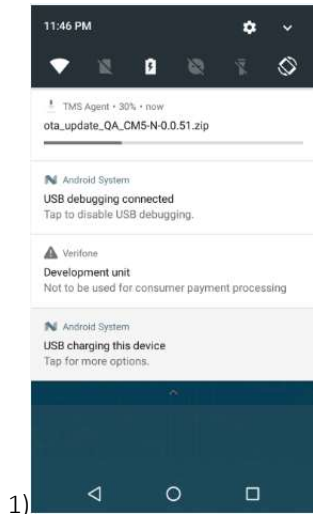 11:46 PM
TMS Agent • 30% • now
ota_update_QA_CM5-N-0.0.51.zip
Android System
USB debugging connected
Tap to disable USB debugging.
Verifone
Development unit
Not to be used for consumer payment processing
Android System
USB charging this device
Tap for more options.
1)